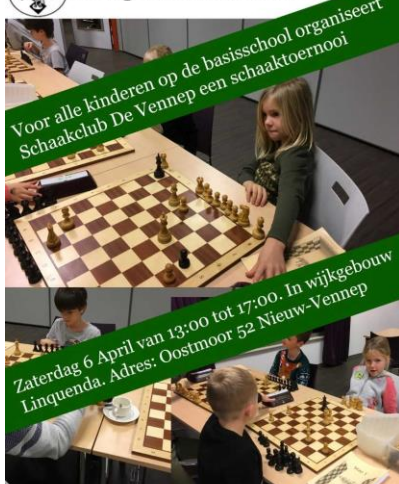 Voor alle kinderen op de basisschool organiseert
Schaakclub De Vennep een schaaktoernooi
Zaterdag 6 April van 13:00 tot 17:00. In wijkgebouw
Linquenda. Adres: Oostmoor 52 Nieuw-Vennep